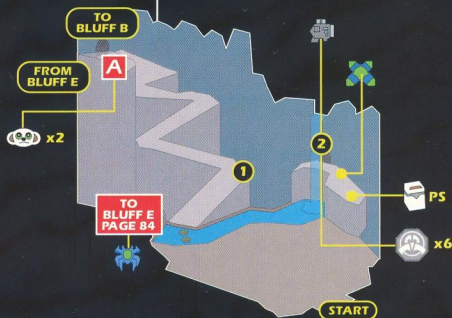 TO
BLUFF B
FROM
BLUFF E
A
x2
1
2
PS
x6
TO
BLUFF E
PAGE 84
START